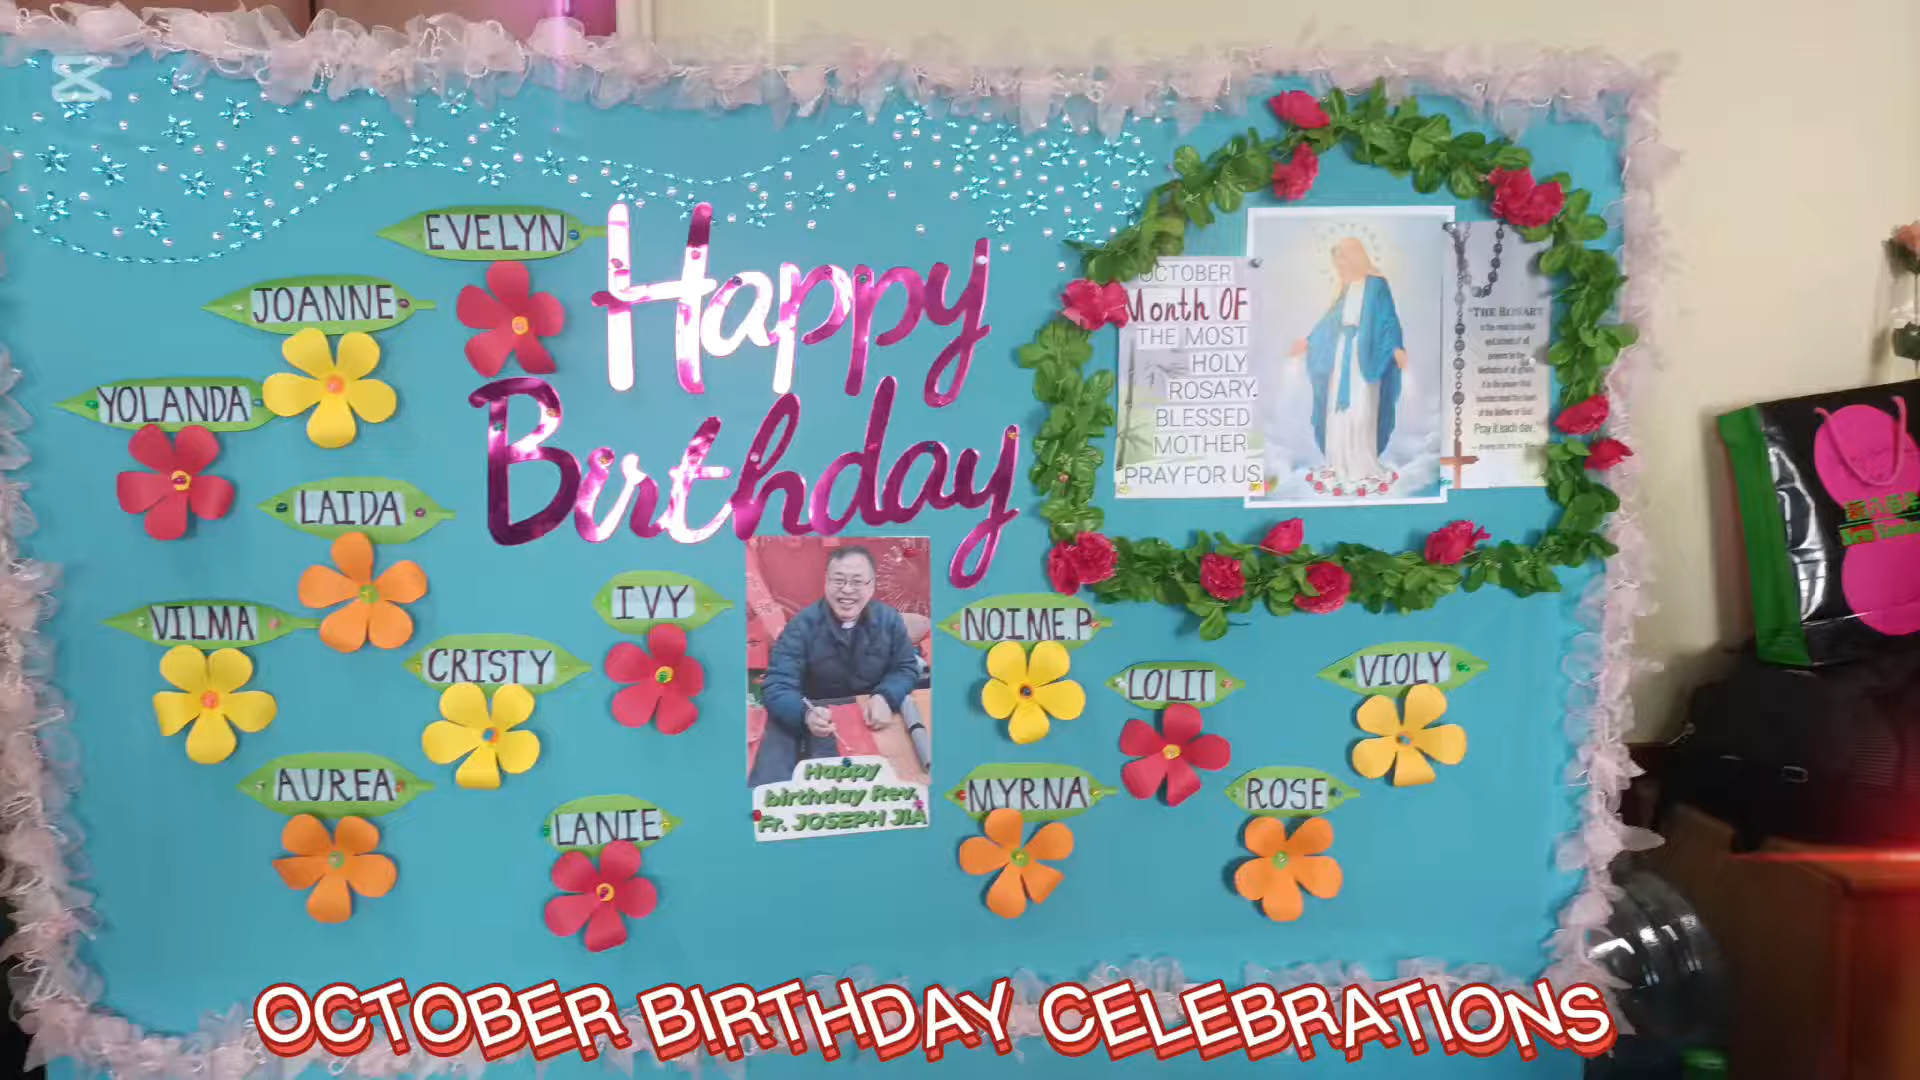 Happy
Birthday
EVELYN
JOANNE
YOLANDA
LAIDA
VILMA
CRISTY
IVY
AUREA
LANIE
Happy
birthday Rev.
Fr. JOSEPH JIA
NOIME.P
LOLIT
VIOLY
MYRNA
ROSE
OCTOBER
Month OF
THE MOST
HOLY
ROSARY.
BLESSED
MOTHER
PRAY FOR US.
"THE ROSARY
Pray it each day.
OCTOBER BIRTHDAY CELEBRATIONS